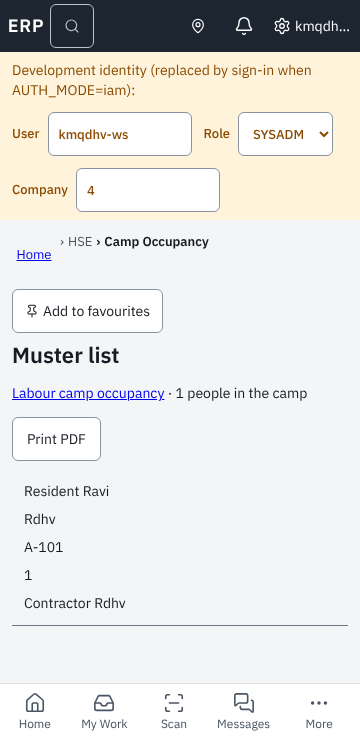 ERP
kmqdh...
Development identity (replaced by sign-in when
AUTH_MODE=iam):
User kmqdhv-ws Role SYSADM
Company 4
Home › HSE › Camp Occupancy
Add to favourites
Muster list
Labour camp occupancy · 1 people in the camp
Print PDF
Resident Ravi
Rdhv
A-101
1
Contractor Rdhv
Home My Work Scan Messages More